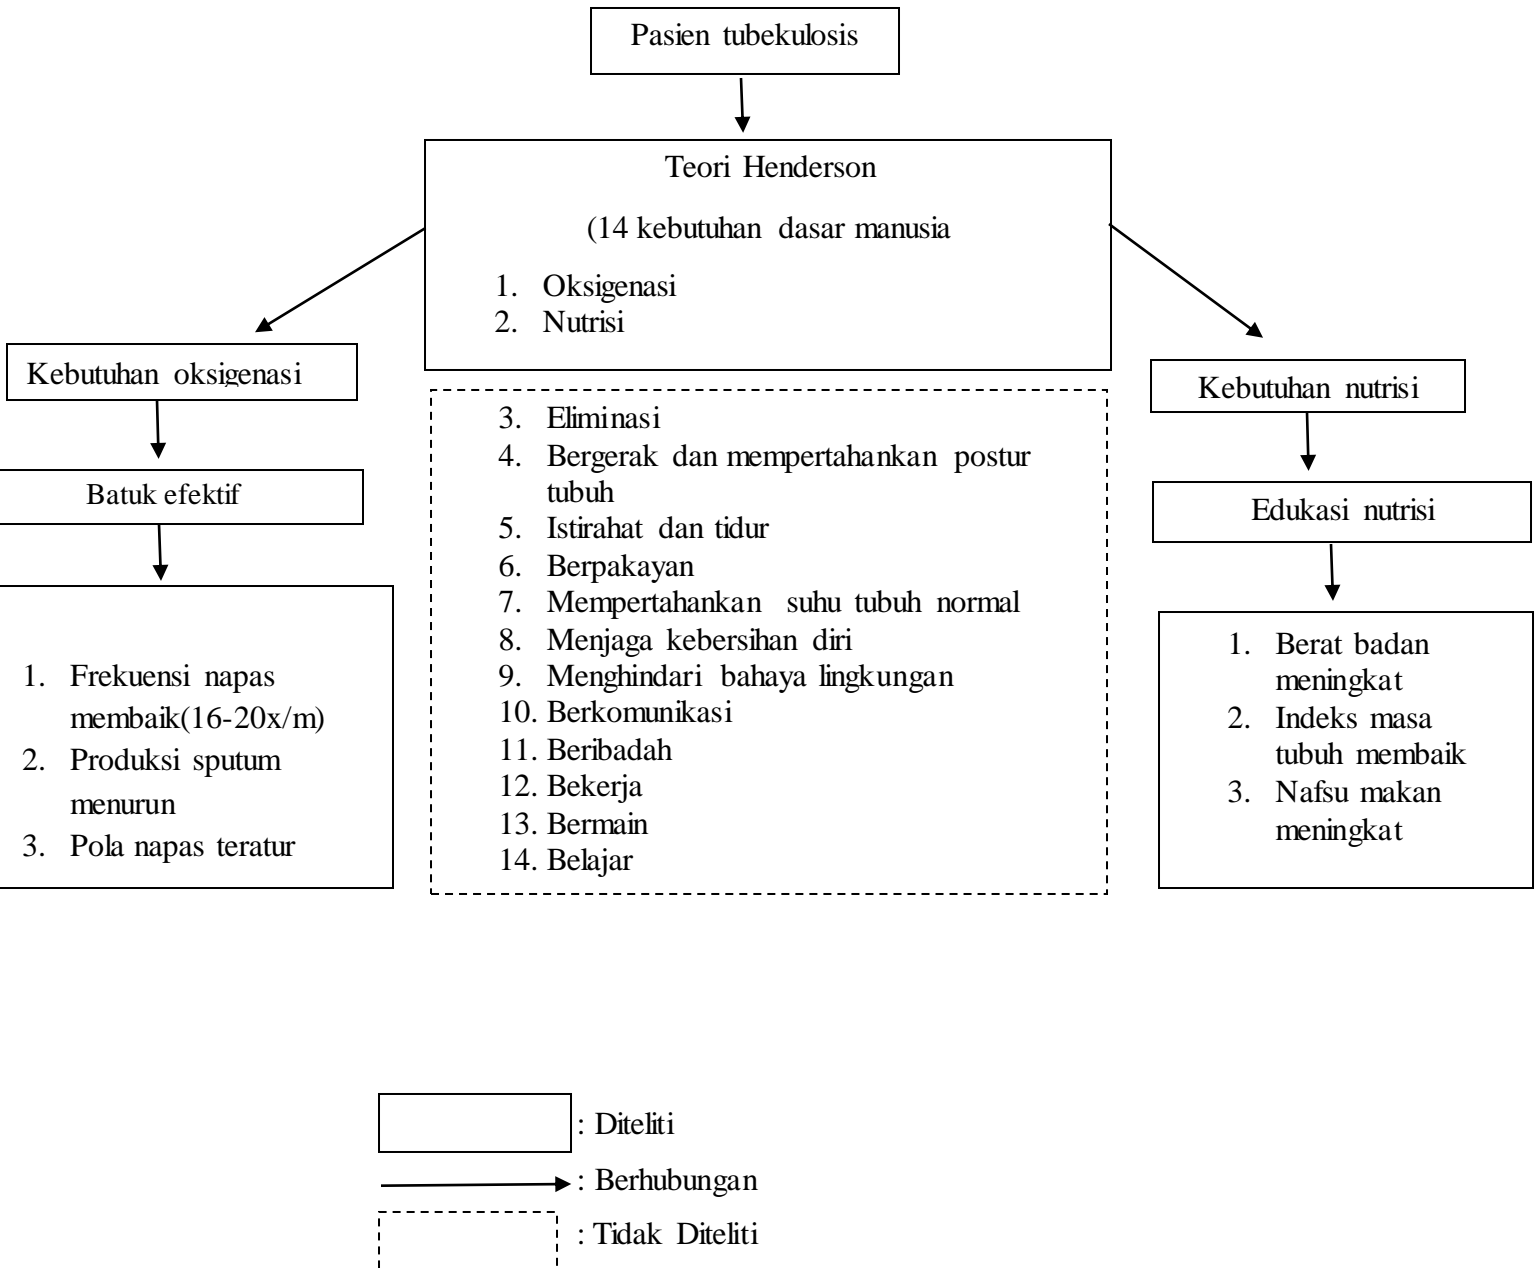 Pasien tubekulosis
Teori Henderson
(14 kebutuhan dasar manusia
1. Oksigenasi
2. Nutrisi
Kebutuhan oksigenasi
Batuk efektif
1. Frekuensi napas
membaik(16-20x/m)
2. Produksi sputum
menurun
3. Pola napas teratur
3. Eliminasi
4. Bergerak dan mempertahankan postur
tubuh
5. Istirahat dan tidur
6. Berpakayan
7. Mempertahankan suhu tubuh normal
8. Menjaga kebersihan diri
9. Menghindari bahaya lingkungan
10. Berkomunikasi
11. Beribadah
12. Bekerja
13. Bermain
14. Belajar
Kebutuhan nutrisi
Edukasi nutrisi
1. Berat badan
meningkat
2. Indeks masa
tubuh membaik
3. Nafsu makan
meningkat
: Diteliti
: Berhubungan
: Tidak Diteliti